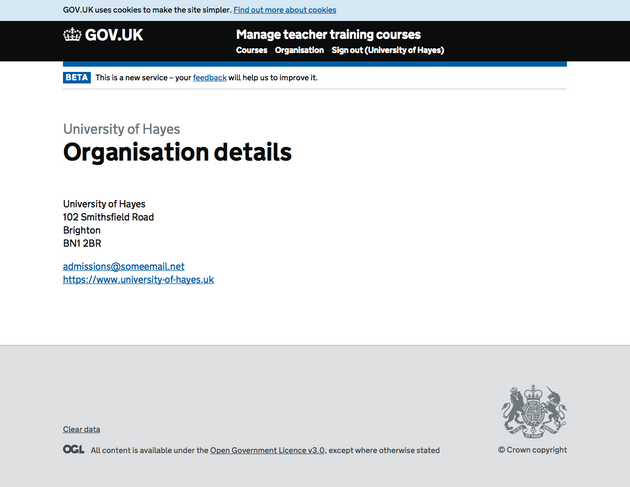 GOV.UK uses cookies to make the site simpler. Find out more about cookies
GOV.UK
Manage teacher training courses
Courses Organisation Sign out (University of Hayes)
BETA This is a new service – your feedback will help us to improve it.
University of Hayes
Organisation details
University of Hayes
102 Smithsfield Road
Brighton
BN1 2BR
admissions@someemail.net
https://www.university-of-hayes.uk
Clear data
OGL All content is available under the Open Government Licence v3.0, except where otherwise stated
© Crown copyright